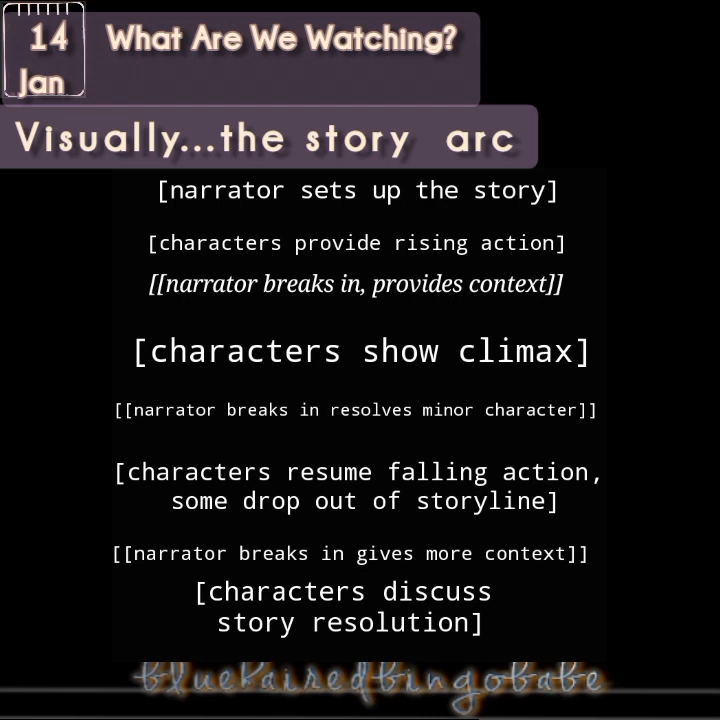 14
Jan
What Are We Watching?
Visually...the story arc
[narrator sets up the story]
[characters provide rising action]
[[narrator breaks in, provides context]]
[characters show climax]
[[narrator breaks in resolves minor character]]
[characters resume falling action,
some drop out of storyline]
[[narrator breaks in gives more context]]
[characters discuss
story resolution]
bluehairedbingobabe